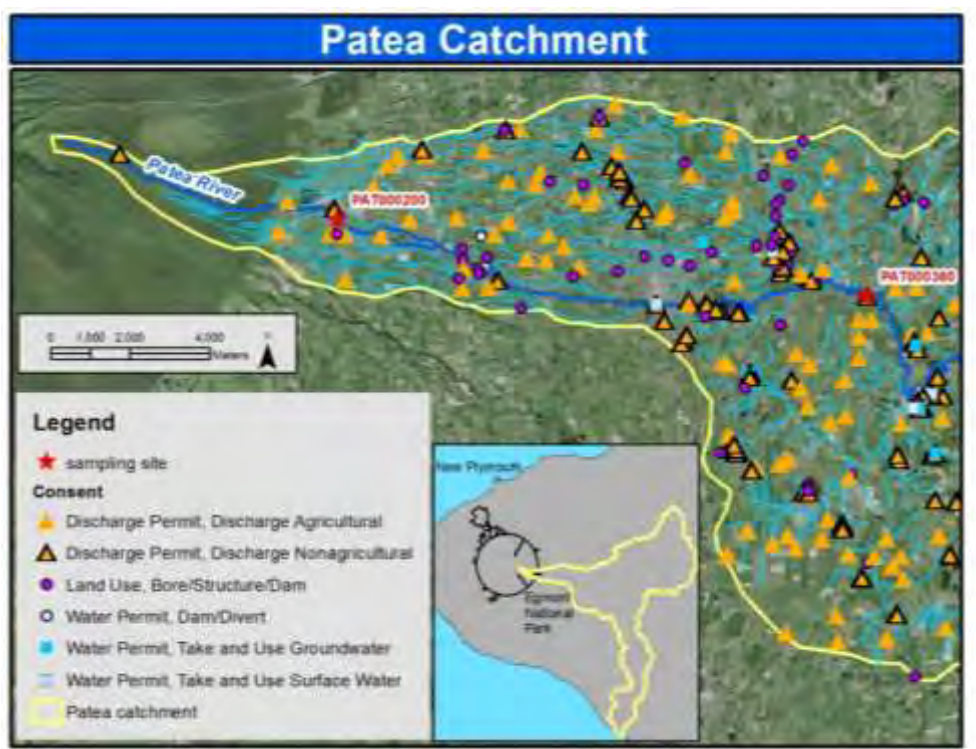 Patea Catchment
Patea River
PAT000200
PAT000360
0 1,000 2,000 4,000
Meters
Legend
sampling site
Consent
Discharge Permit, Discharge Agricultural
Discharge Permit, Discharge Nonagricultural
Land Use, Bore/Structure/Dam
Water Permit, Dam/Divert
Water Permit, Take and Use Groundwater
Water Permit, Take and Use Surface Water
Patea catchment
New Plymouth
Egmont
National
Park